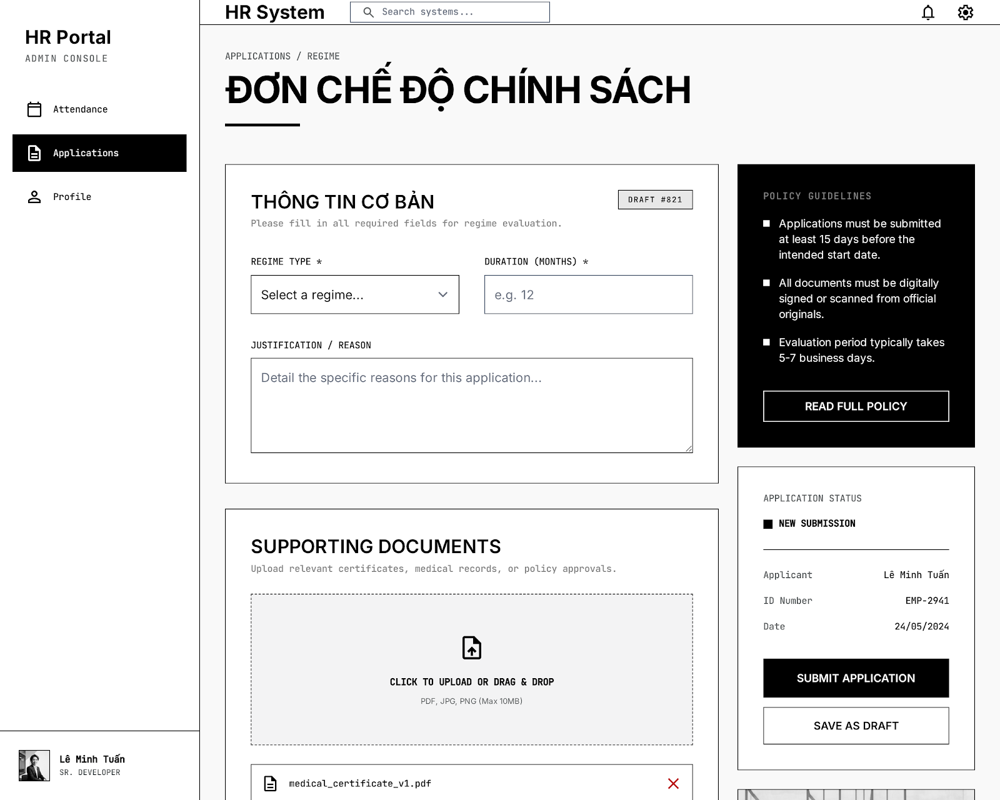 HR Portal
ADMIN CONSOLE
Attendance
Applications
Profile
Lê Minh Tuấn
SR. DEVELOPER
HR System
Search systems...
APPLICATIONS / REGIME
ĐƠN CHẾ ĐỘ CHÍNH SÁCH
THÔNG TIN CƠ BẢN
DRAFT #821
Please fill in all required fields for regime evaluation.
REGIME TYPE *
DURATION (MONTHS) *
Select a regime...
e.g. 12
JUSTIFICATION / REASON
Detail the specific reasons for this application...
SUPPORTING DOCUMENTS
Upload relevant certificates, medical records, or policy approvals.
CLICK TO UPLOAD OR DRAG & DROP
PDF, JPG, PNG (Max 10MB)
medical_certificate_v1.pdf
POLICY GUIDELINES
Applications must be submitted
at least 15 days before the
intended start date.
All documents must be digitally
signed or scanned from official
originals.
Evaluation period typically takes
5-7 business days.
READ FULL POLICY
APPLICATION STATUS
NEW SUBMISSION
Applicant
Lê Minh Tuấn
ID Number
EMP-2941
Date
24/05/2024
SUBMIT APPLICATION
SAVE AS DRAFT